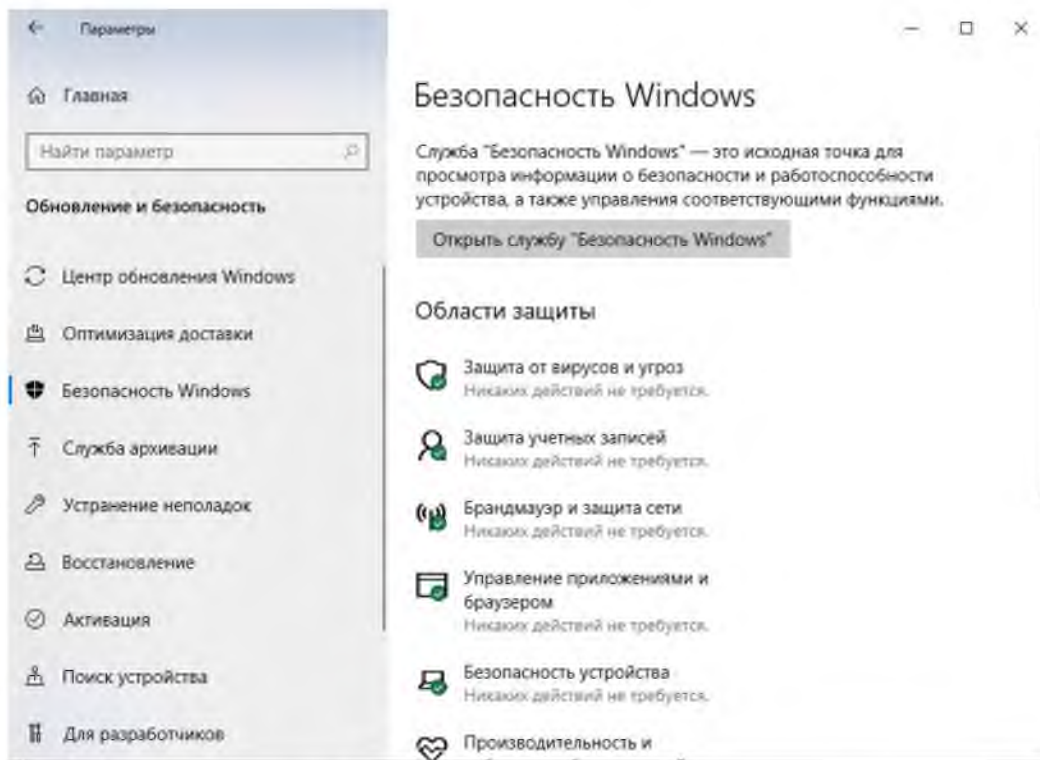 Параметры
Главная
Найти параметр
Обновление и безопасность
Центр обновления Windows
Оптимизация доставки
Безопасность Windows
Служба архивации
Устранение неполадок
Восстановление
Активация
Поиск устройства
Для разработчиков
Безопасность Windows
Служба "Безопасность Windows" — это исходная точка для
просмотра информации о безопасности и работоспособности
устройства, а также управления соответствующими функциями.
Открыть службу "Безопасность Windows"
Области защиты
Защита от вирусов и угроз
Никаких действий не требуется.
Защита учетных записей
Никаких действий не требуется.
Брандмауэр и защита сети
Никаких действий не требуется.
Управление приложениями и
браузером
Никаких действий не требуется.
Безопасность устройства
Никаких действий не требуется.
Производительность и